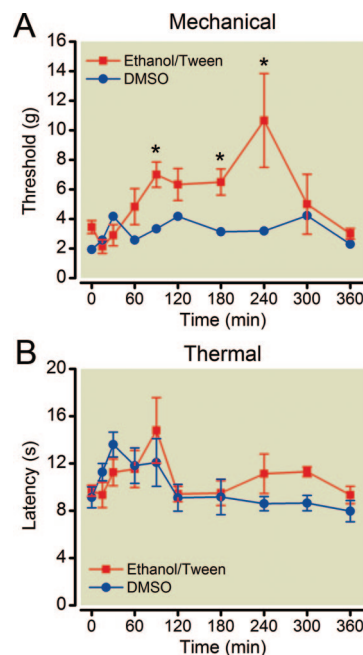 A
Mechanical
Threshold (g)
16
14
12
10
8
6
4
2
0
Ethanol/Tween
DMSO
*
*
*
0
60
120
180
240
300
360
Time (min)
B
Thermal
Latency (s)
20
16
12
8
4
0
Ethanol/Tween
DMSO
0
60
120
180
240
300
360
Time (min)